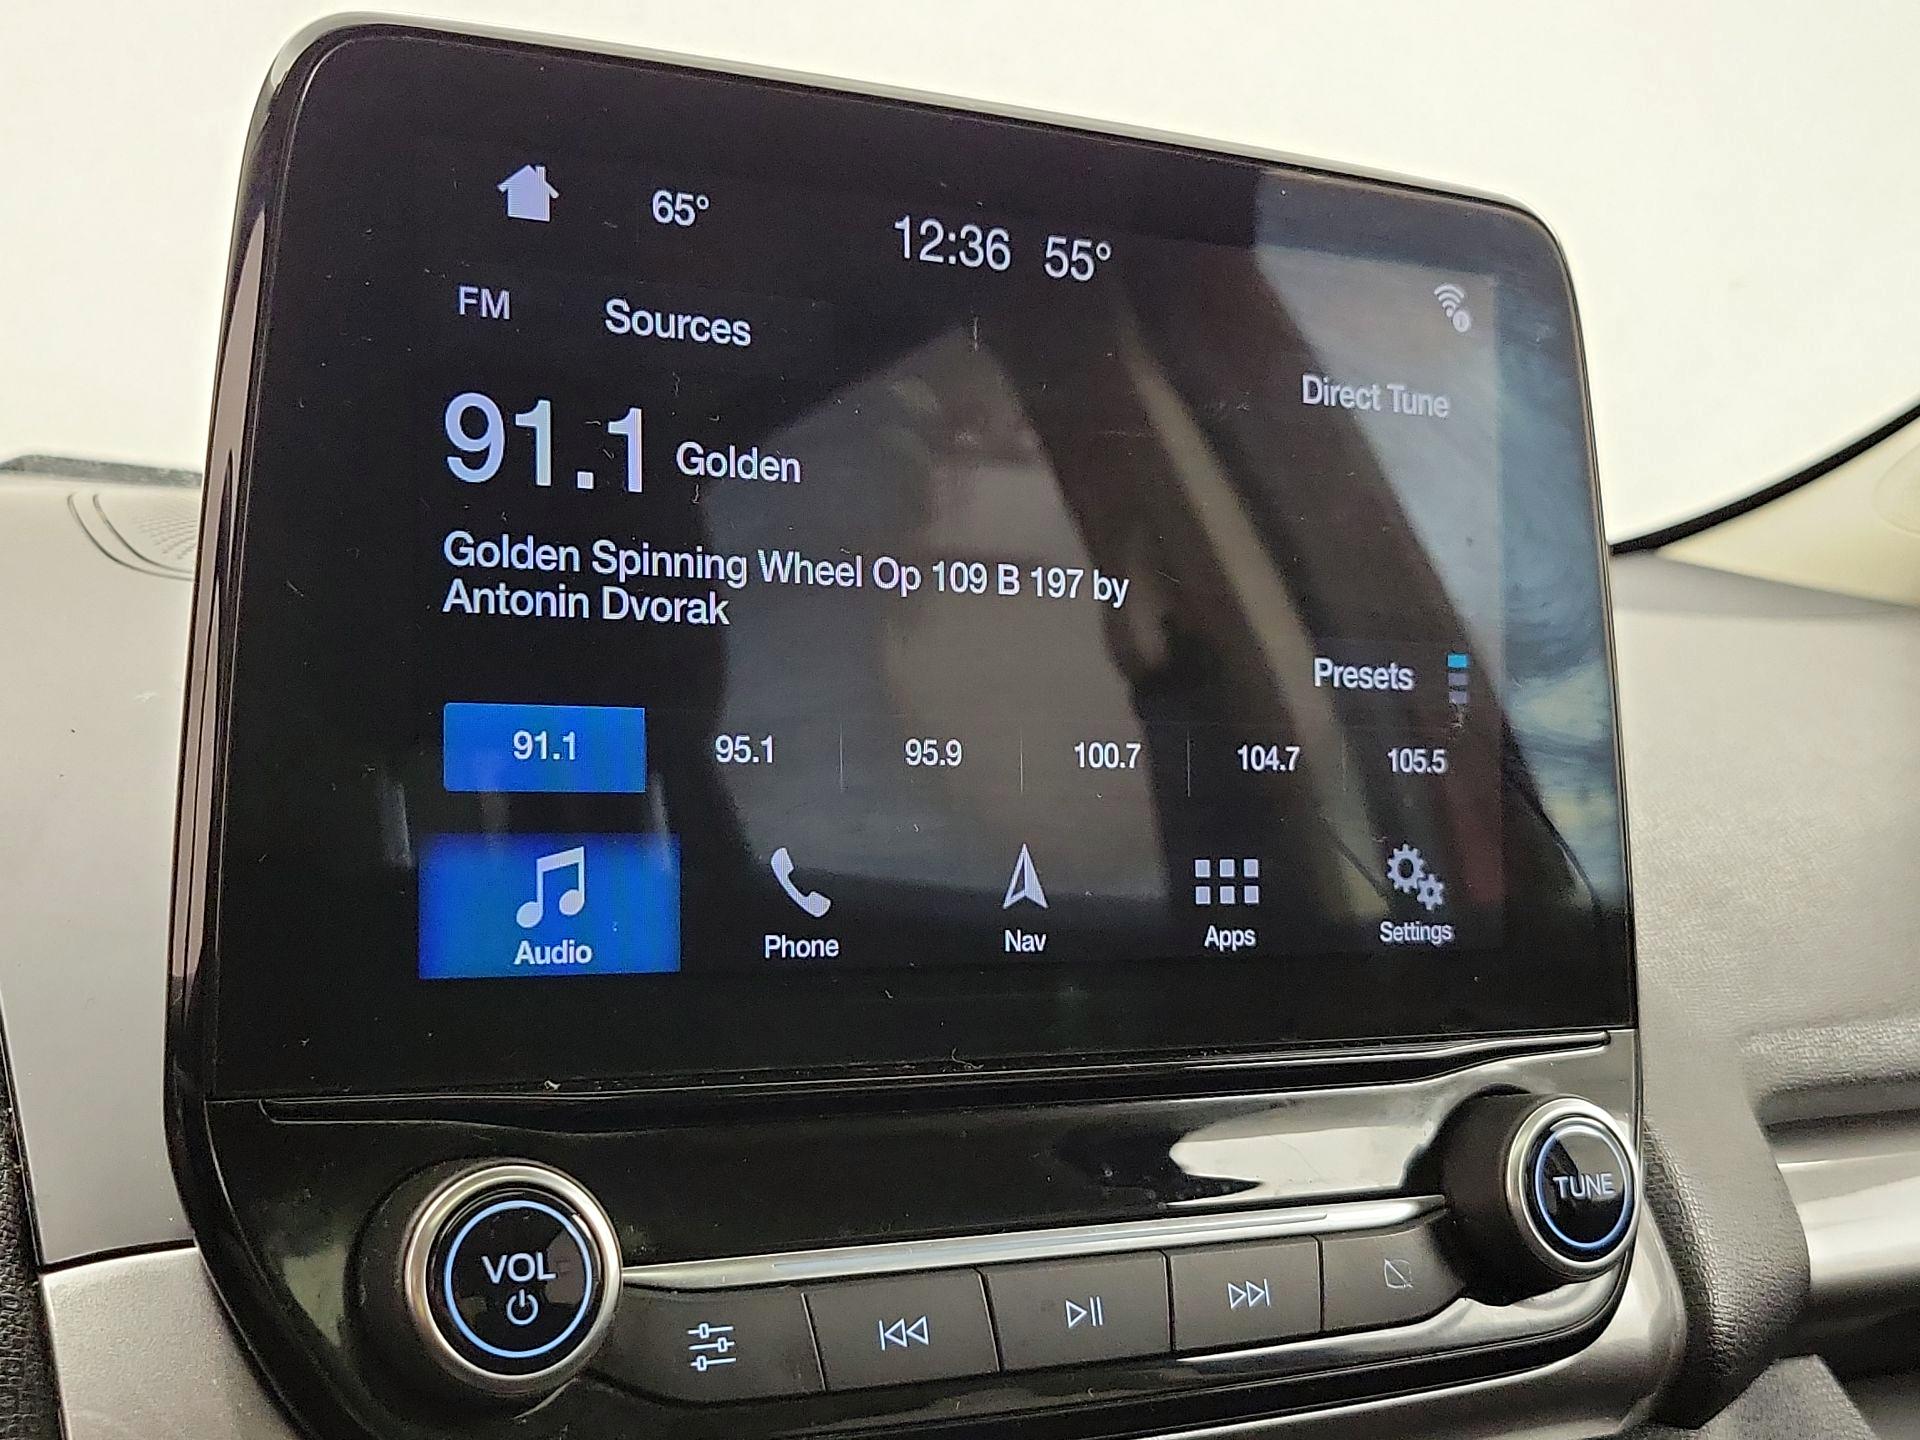 65°
12:36 55°
FM Sources
Direct Tune
91.1 Golden
Golden Spinning Wheel Op 109 B 197 by
Antonin Dvorak
Presets
91.1 95.1 95.9 100.7 104.7 105.5
Audio Phone Nav Apps Settings
VOL
TUNE